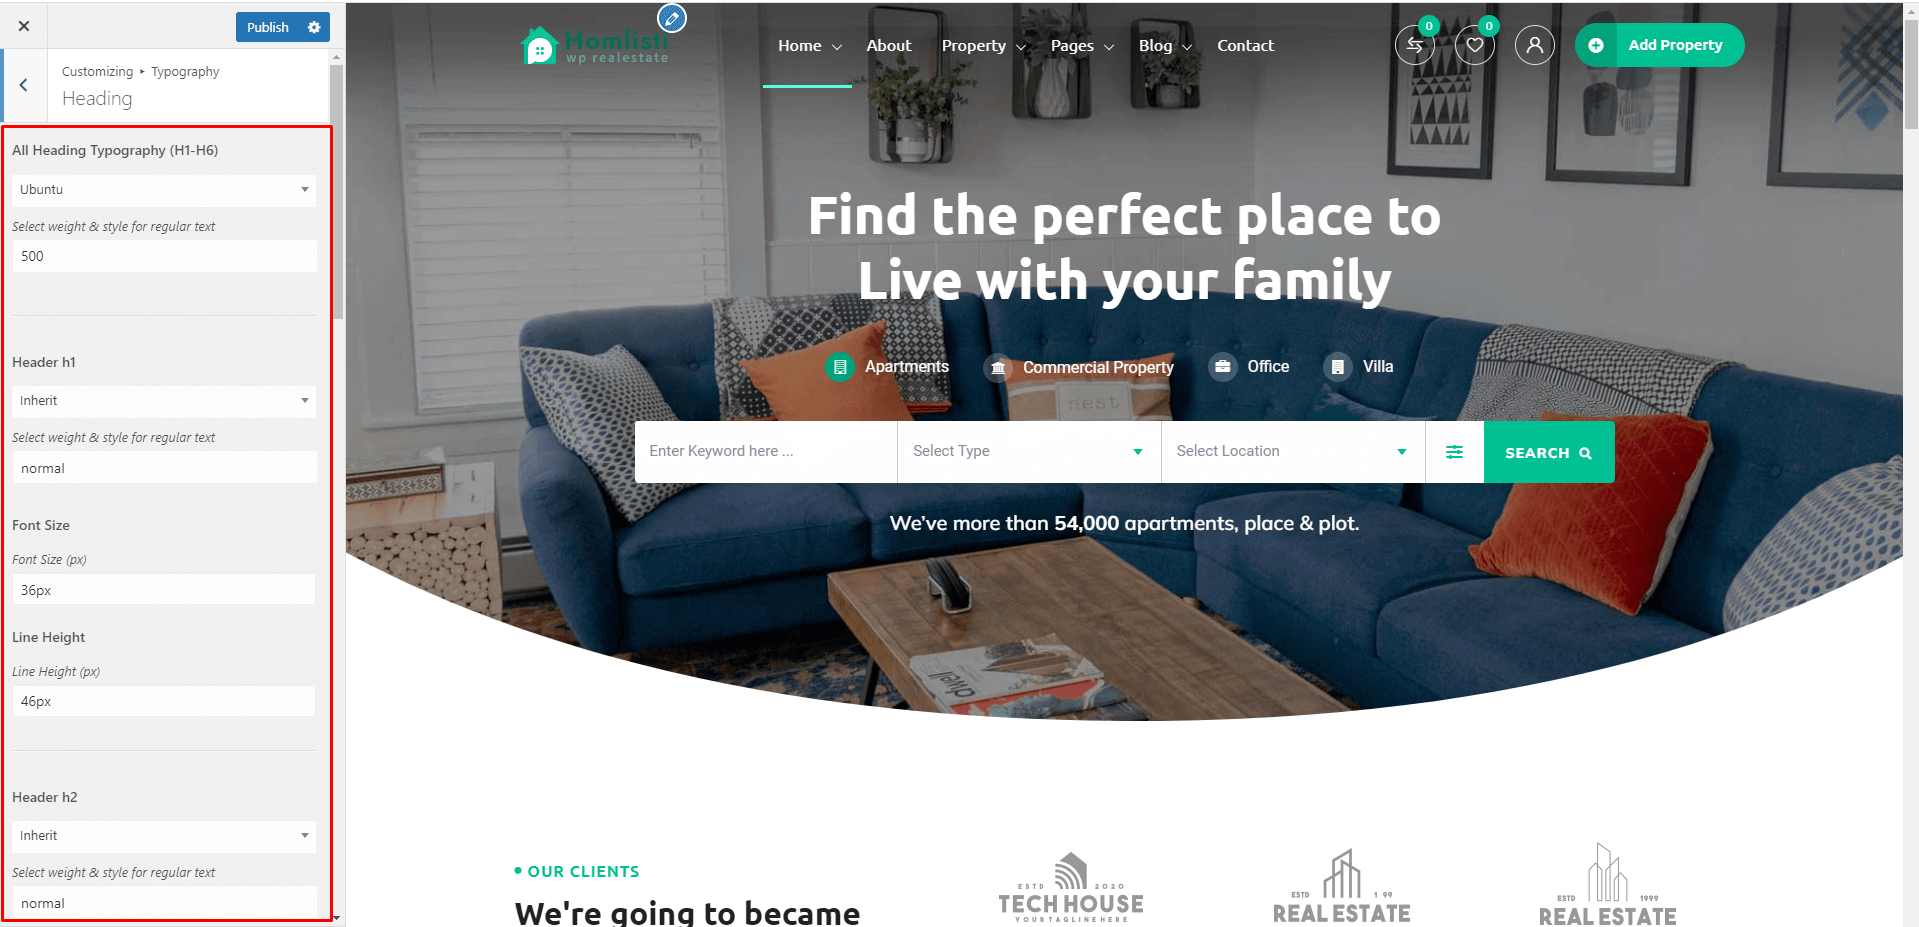 Publish
Customizing ▸ Typography
Heading
All Heading Typography (H1-H6)
Ubuntu
Select weight & style for regular text
500
Header h1
Inherit
Select weight & style for regular text
normal
Font Size
Font Size (px)
36px
Line Height
Line Height (px)
46px
Header h2
Inherit
Select weight & style for regular text
normal
Homlisti
wp realestate
Home
About
Property
Pages
Blog
Contact
0
0
Add Property
Find the perfect place to
Live with your family
Apartments
Commercial Property
Office
Villa
nest
Enter Keyword here ...
Select Type
Select Location
SEARCH
We've more than 54,000 apartments, place & plot.
dwell
OUR CLIENTS
We're going to became
ESTD 2020
TECH HOUSE
YOUR TAGLINE HERE
ESTD 1 99
REAL ESTATE
ESTD 1999
REAL ESTATE